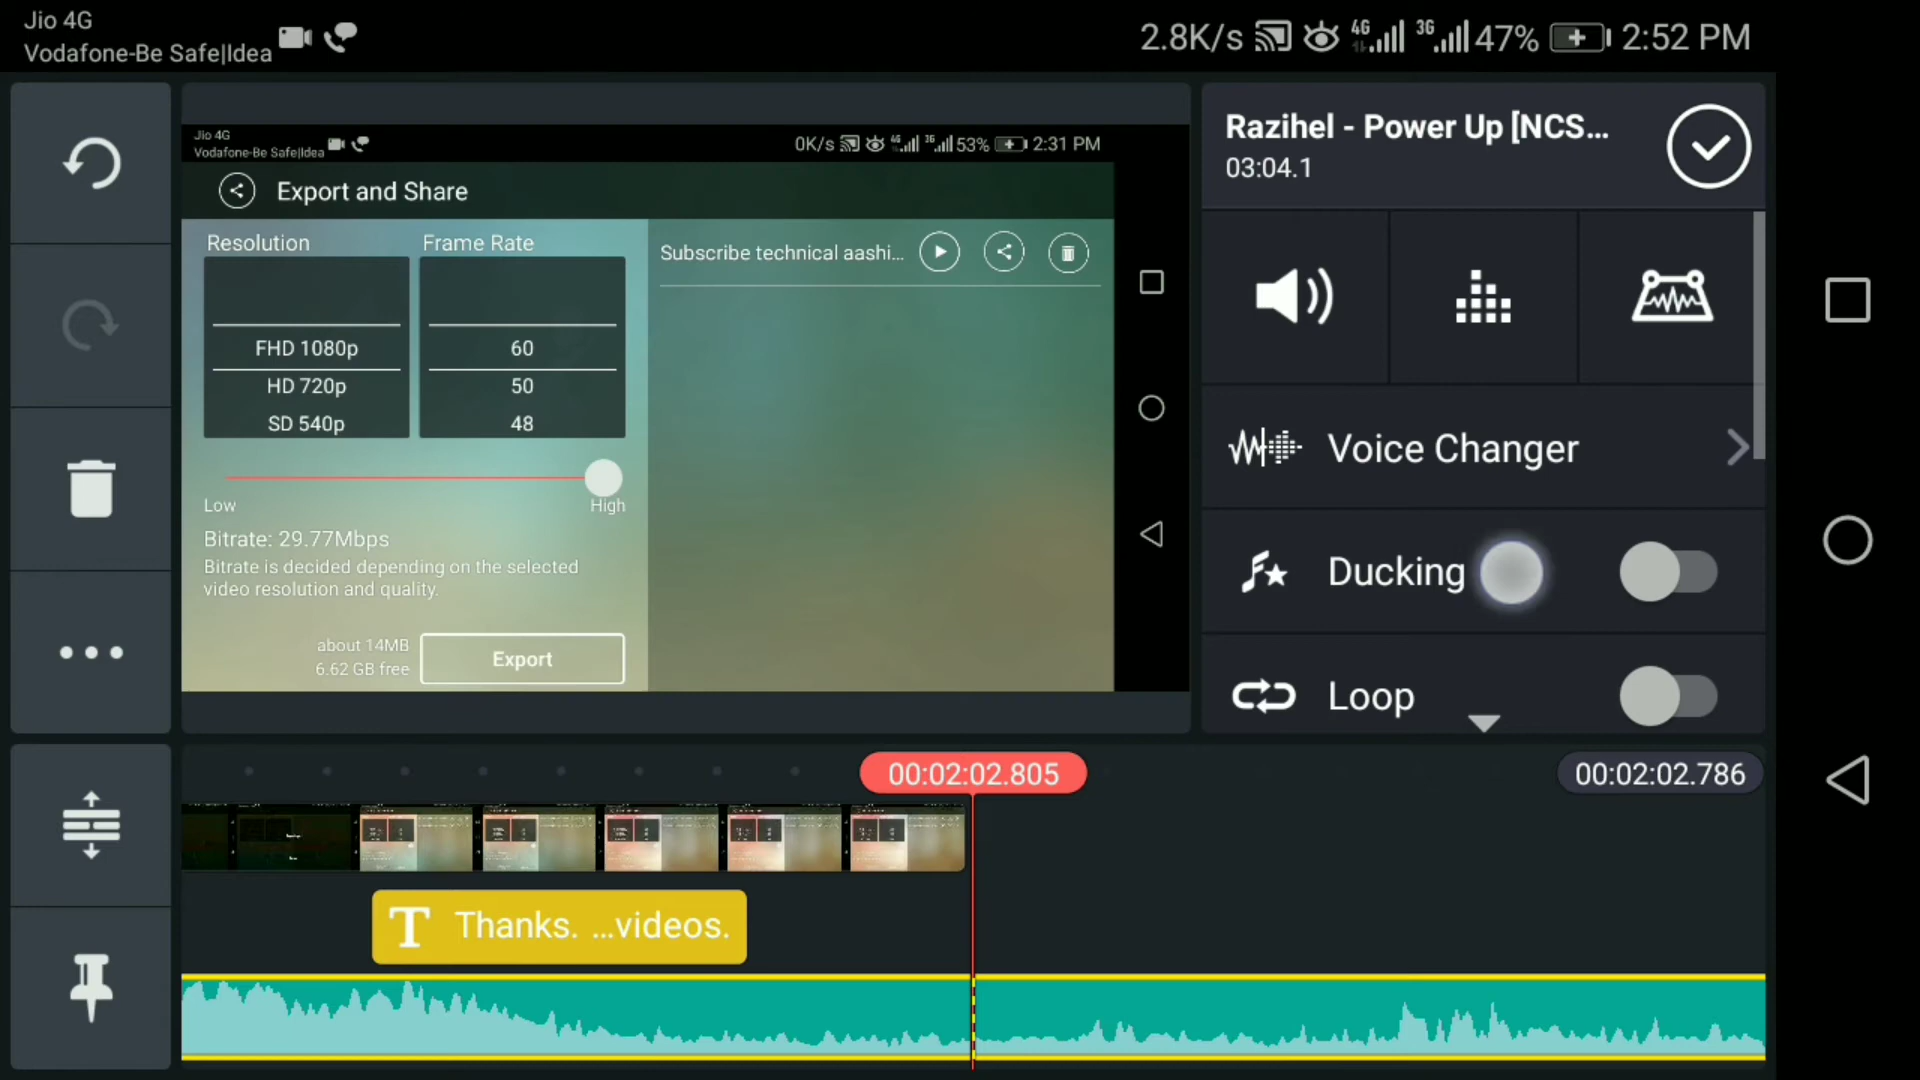 Jio 4G
Vodafone-Be Safe|Idea
2.8K/s 4G 3G 47% 2:52 PM
Jio 4G
Vodafone-Be Safe|Idea
0K/s 4G 3G 53% 2:31 PM
Export and Share
Resolution
Frame Rate
FHD 1080p
HD 720p
SD 540p
60
50
48
Low
High
Bitrate: 29.77Mbps
Bitrate is decided depending on the selected
video resolution and quality.
about 14MB
6.62 GB free
Export
Subscribe technical aashi...
Razihel - Power Up [NCS...
03:04.1
Voice Changer
Ducking
Loop
00:02:02.805
00:02:02.786
T Thanks. ...videos.